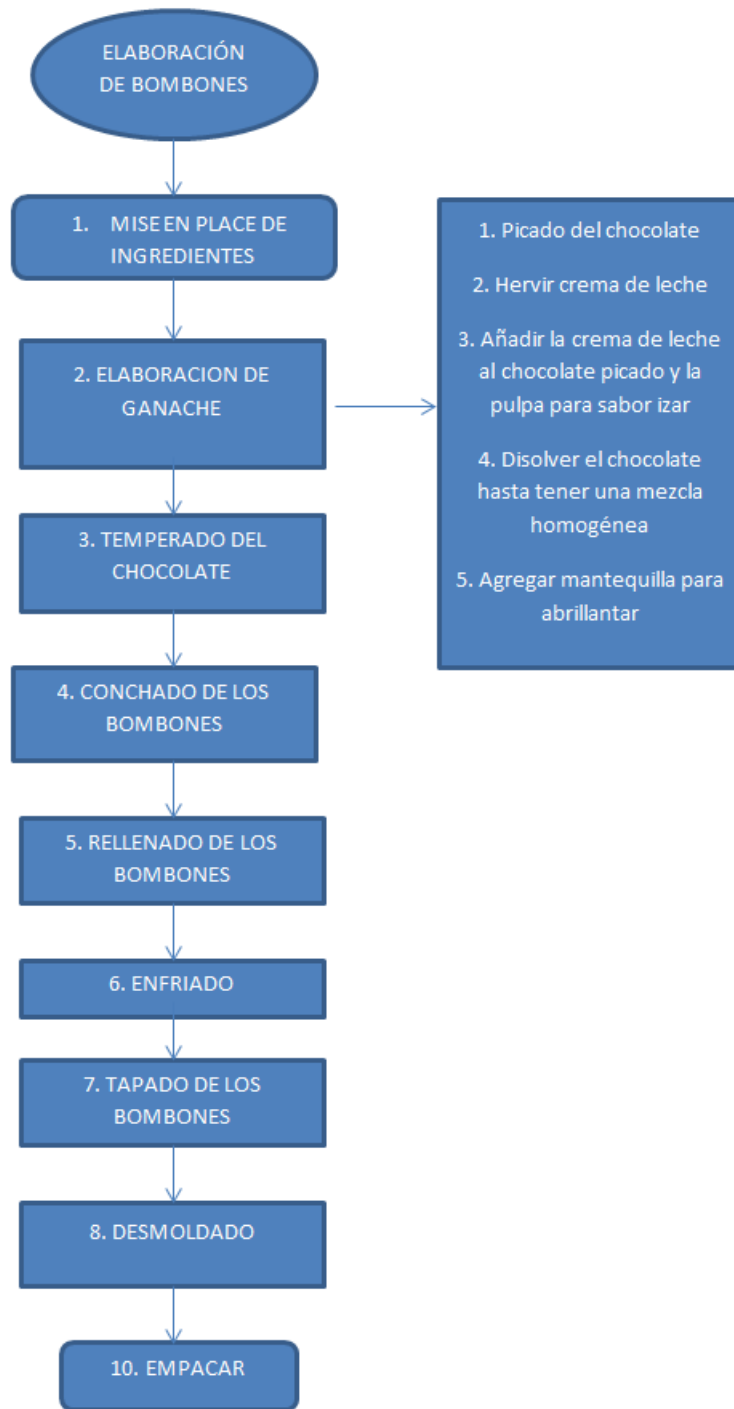 ELABORACIÓN
DE BOMBONES
1. MISE EN PLACE DE
INGREDIENTES
2. ELABORACION DE
GANACHE
1. Picado del chocolate
2. Hervir crema de leche
3. Añadir la crema de leche
al chocolate picado y la
pulpa para sabor izar
4. Disolver el chocolate
hasta tener una mezcla
homogénea
5. Agregar mantequilla para
abrillantar
3. TEMPERADO DEL
CHOCOLATE
4. CONCHADO DE LOS
BOMBONES
5. RELLENADO DE LOS
BOMBONES
6. ENFRIADO
7. TAPADO DE LOS
BOMBONES
8. DESMOLDADO
10. EMPACAR